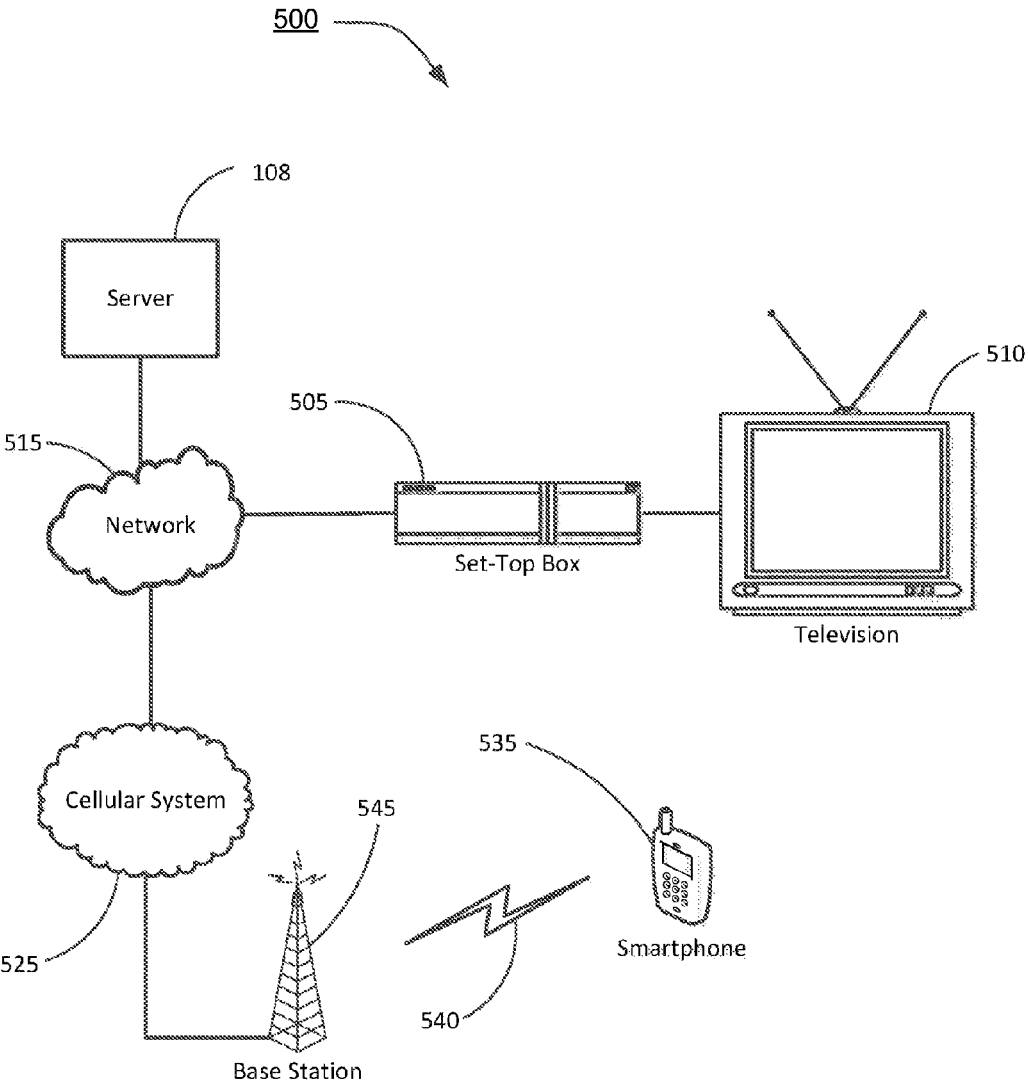 500
108
Server
510
505
515
Network
Set-Top Box
Television
535
Cellular System
545
Smartphone
525
540
Base Station